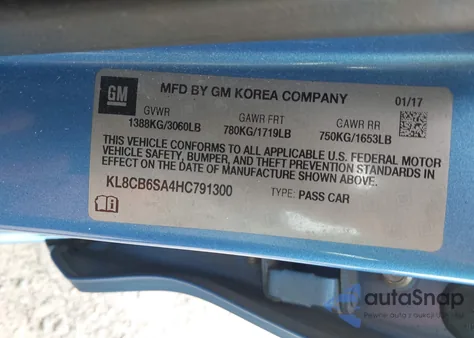 GM
MFD BY GM KOREA COMPANY
01/17
GVWR GAWR FRT GAWR RR
1388KG/3060LB 780KG/1719LB 750KG/1653LB
THIS VEHICLE CONFORMS TO ALL APPLICABLE U.S. FEDERAL MOTOR
VEHICLE SAFETY, BUMPER, AND THEFT PREVENTION STANDARDS
IN EFFECT ON THE DATE OF MANUFACTURE SHOWN ABOVE.
KL8CB6SA4HC791300 TYPE: PASS CAR
autoSnap